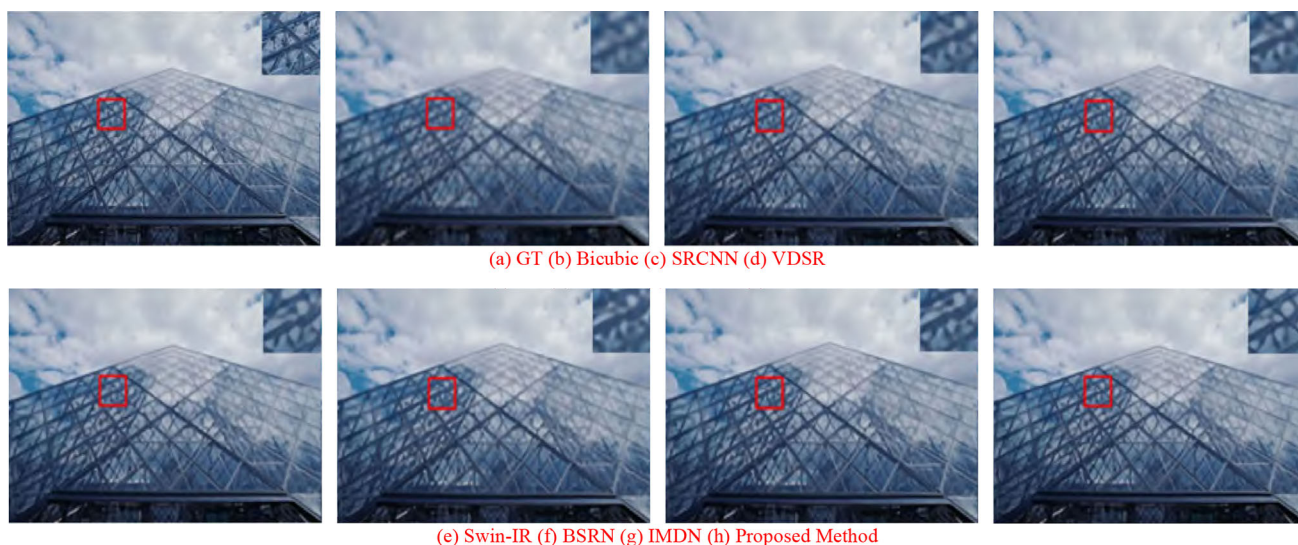 (a) GT (b) Bicubic (c) SRCNN (d) VDSR
(e) Swin-IR (f) BSRN (g) IMDN (h) Proposed Method